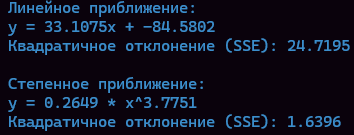 Линейное приближение:
y = 33.1075x + -84.5802
Квадратичное отклонение (SSE): 24.7195
Степенное приближение:
y = 0.2649 * x^3.7751
Квадратичное отклонение (SSE): 1.6396